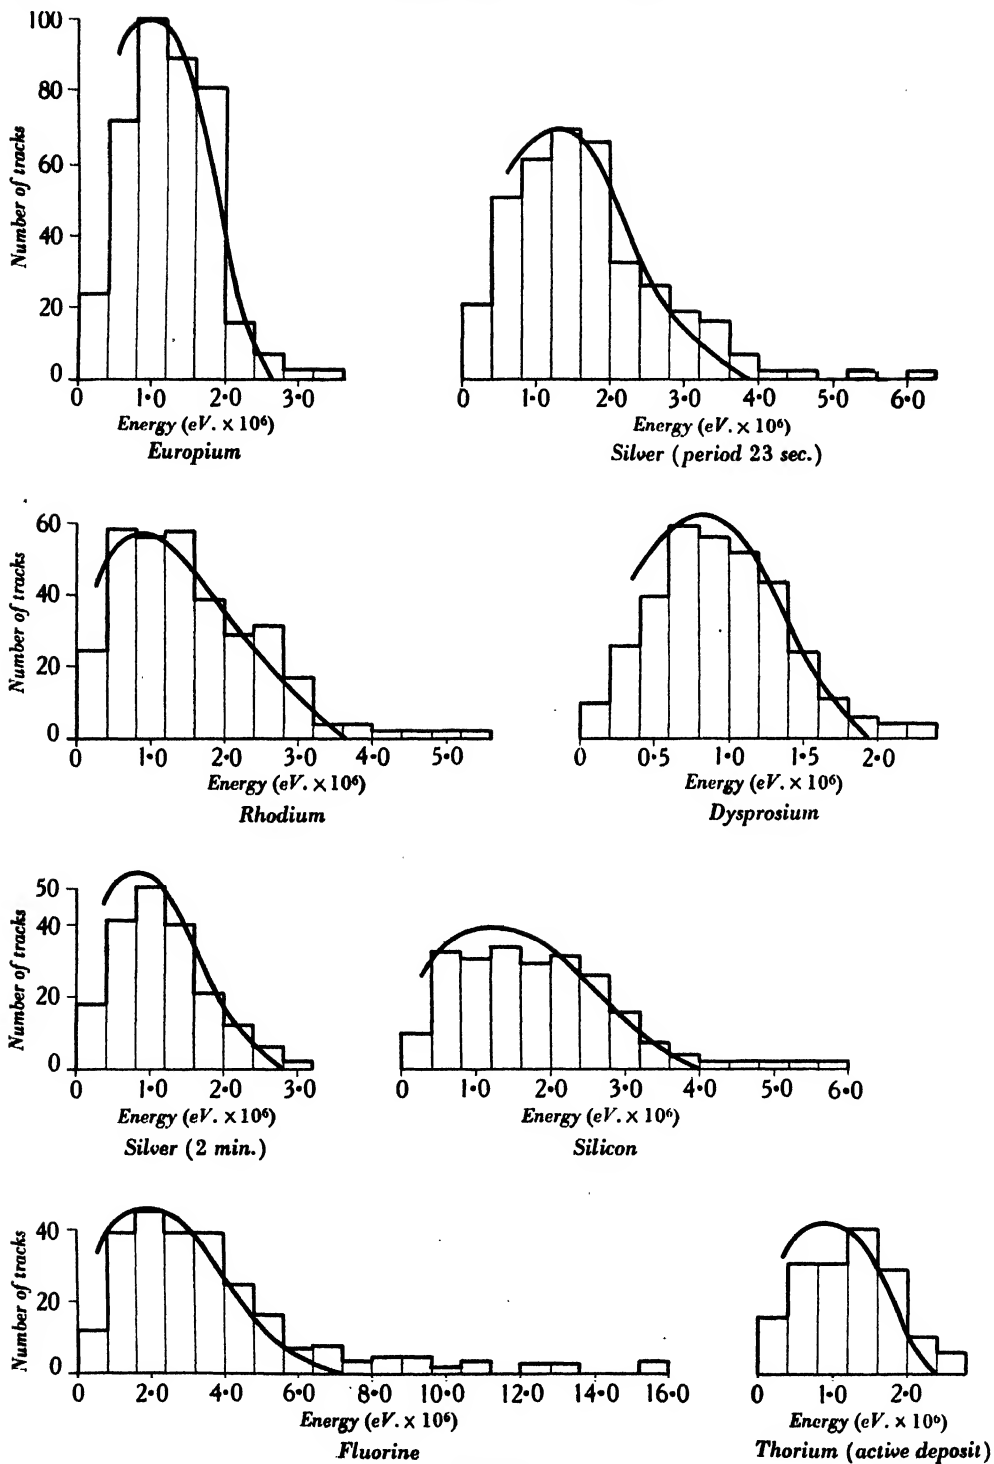 Number of tracks
100
80
60
40
20
0
0 1·0 2·0 3·0
Energy (eV. × 10⁶)
Europium
Number of tracks
0 1·0 2·0 3·0 4·0 5·0 6·0
Energy (eV. × 10⁶)
Silver (period 23 sec.)
Number of tracks
60
40
20
0
0 1·0 2·0 3·0 4·0 5·0
Energy (eV. × 10⁶)
Rhodium
0 0·5 1·0 1·5 2·0
Energy (eV. × 10⁶)
Dysprosium
Number of tracks
50
40
20
0
0 1·0 2·0 3·0
Energy (eV. × 10⁶)
Silver (2 min.)
0 1·0 2·0 3·0 4·0 5·0 6·0
Energy (eV. × 10⁶)
Silicon
Number of tracks
40
20
0
0 2·0 4·0 6·0 8·0 10·0 12·0 14·0 16·0
Energy (eV. × 10⁶)
Fluorine
0 1·0 2·0
Energy (eV. × 10⁶)
Thorium (active deposit)